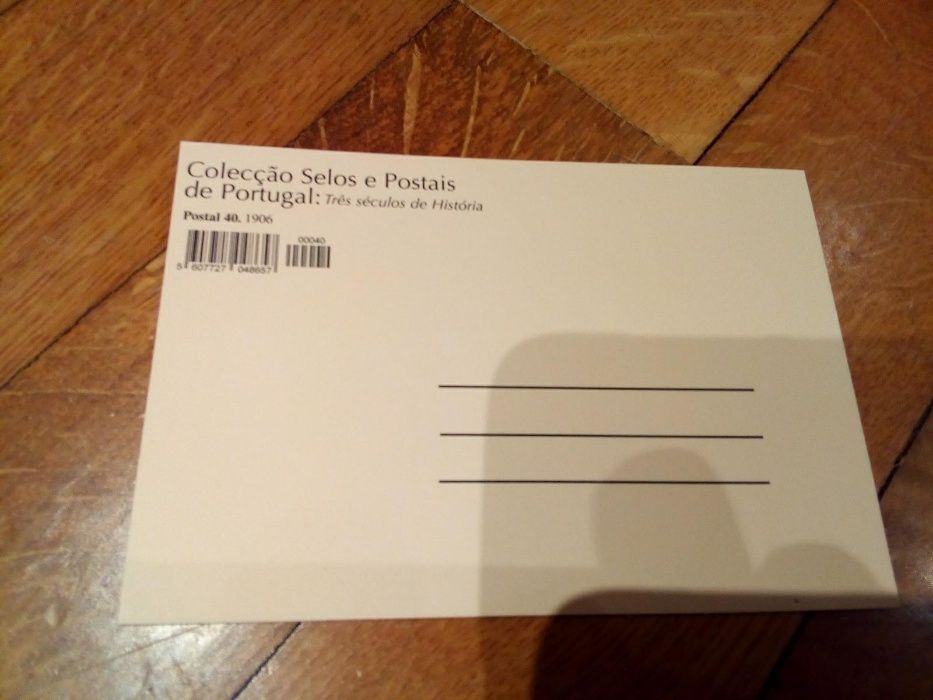 Colecção Selos e Postais
de Portugal: Três séculos de História
Postal 40. 1906
00040
5 607727 048657